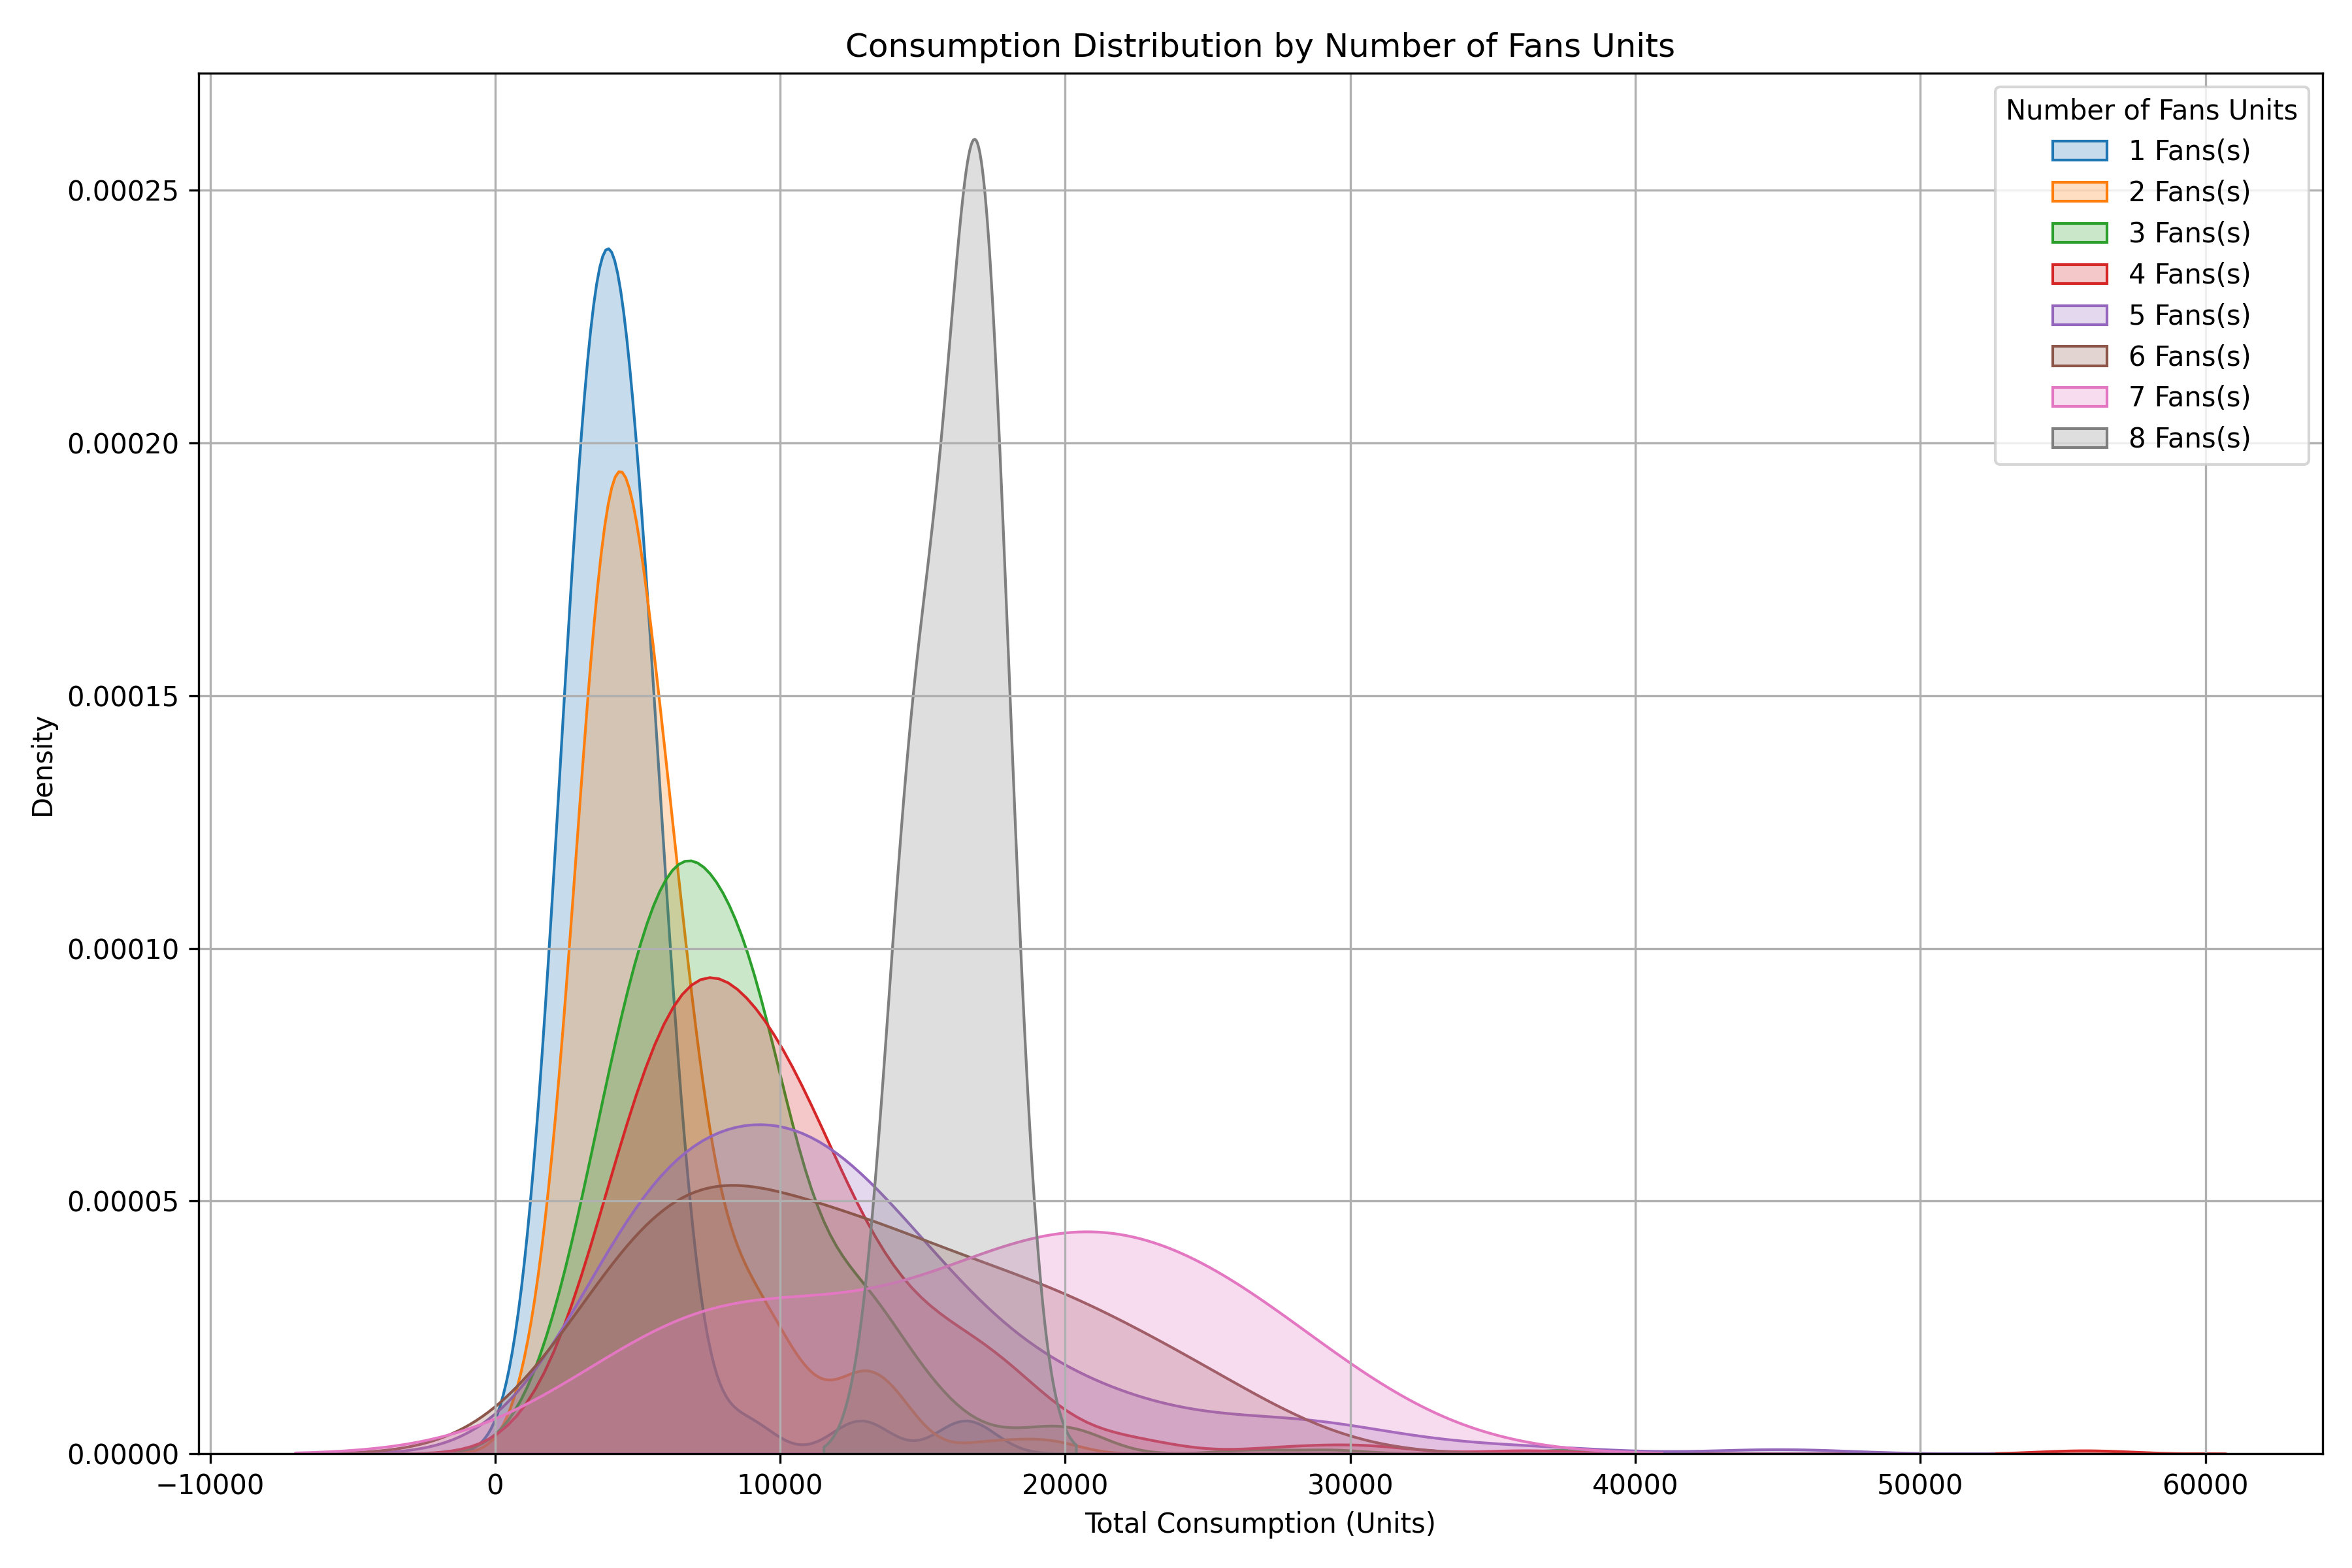 Consumption Distribution by Number of Fans Units
Number of Fans Units
1 Fans(s)
2 Fans(s)
3 Fans(s)
4 Fans(s)
5 Fans(s)
6 Fans(s)
7 Fans(s)
8 Fans(s)
Density
0.00025
0.00020
0.00015
0.00010
0.00005
0.00000
−10000 0 10000 20000 30000 40000 50000 60000
Total Consumption (Units)